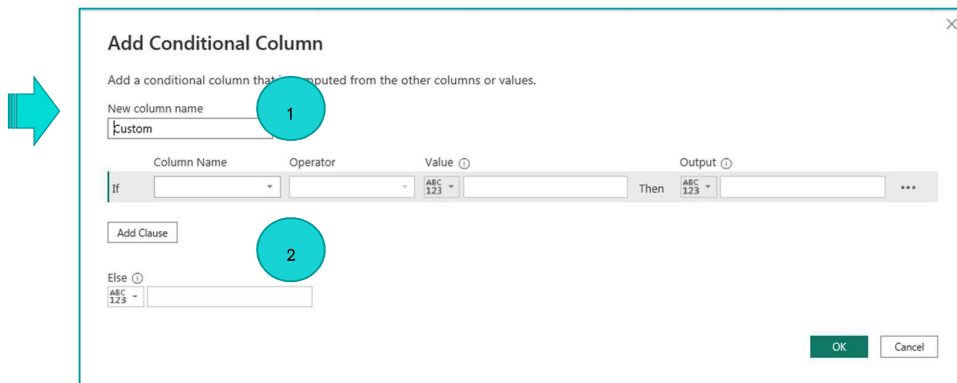 Add Conditional Column
Add a conditional column that is computed from the other columns or values.
New column name
1
Custom
Column Name Operator Value Output
If ABC 123 Then ABC 123 ...
Add Clause
2
Else
ABC 123
OK Cancel